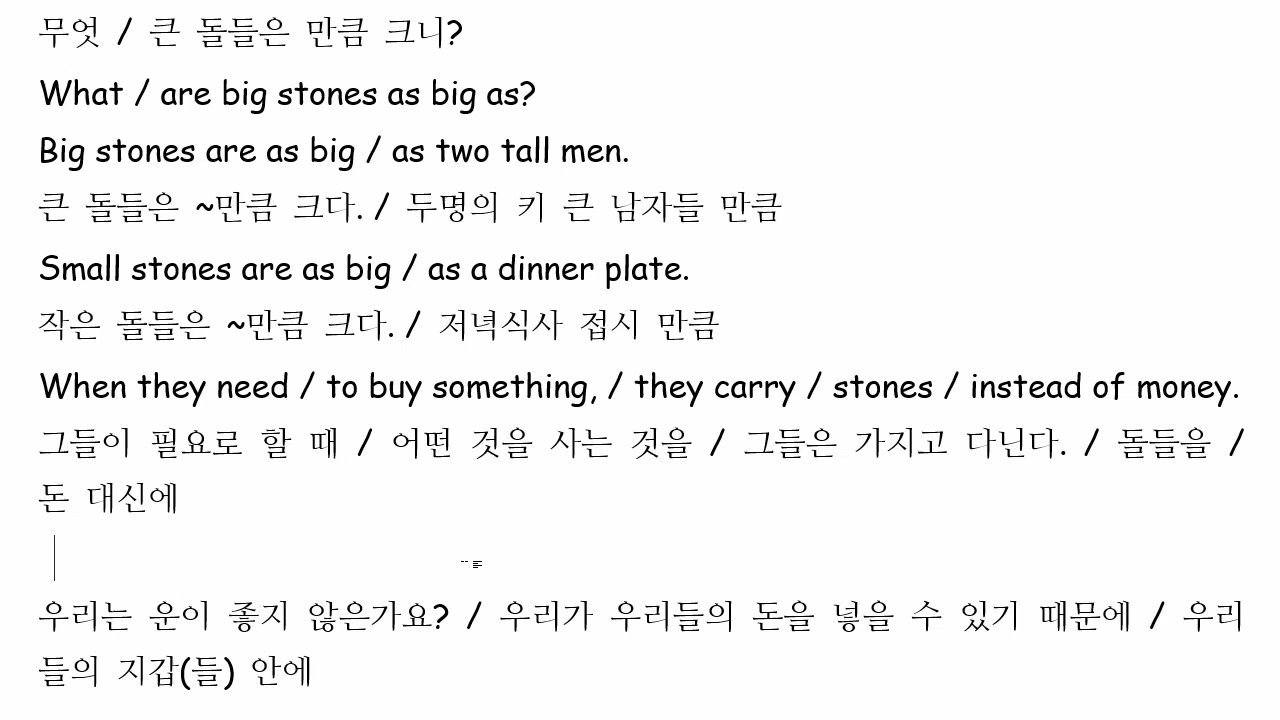 무엇 / 큰 돌들은 만큼 크니?
What / are big stones as big as?
Big stones are as big / as two tall men.
큰 돌들은 ~만큼 크다. / 두명의 키 큰 남자들 만큼
Small stones are as big / as a dinner plate.
작은 돌들은 ~만큼 크다. / 저녁식사 접시 만큼
When they need / to buy something, / they carry / stones / instead of money.
그들이 필요로 할 때 / 어떤 것을 사는 것을 / 그들은 가지고 다닌다. / 돌들을 /
돈 대신에
우리는 운이 좋지 않은가요? / 우리가 우리들의 돈을 넣을 수 있기 때문에 / 우리
들의 지갑(들) 안에